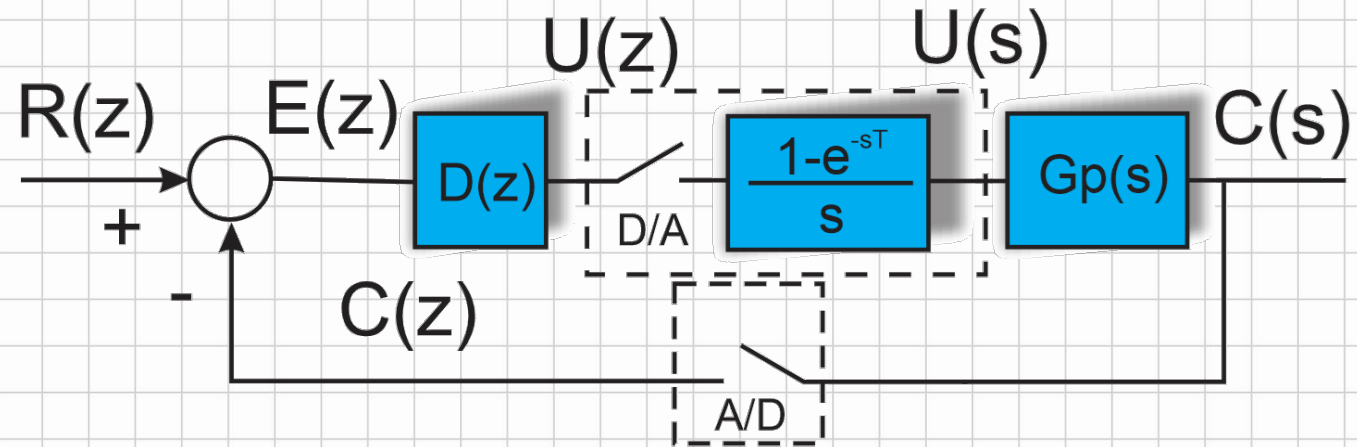 U(z)
U(s)
R(z)
E(z)
C(s)
D(z)
1-e^-sT
s
Gp(s)
+
D/A
-
C(z)
A/D